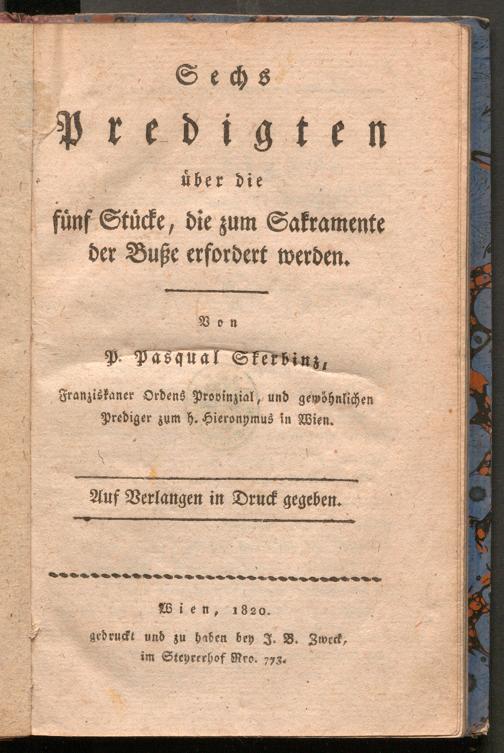 Sechs
Predigten
über die
fünf Stücke, die zum Sakramente
der Buße erfordert werden.
Von
P. Pasqual Skerbinz,
Franziskaner Ordens Provinzial, und gewöhnlichen
Prediger zum h. Hieronymus in Wien.
Auf Verlangen in Druck gegeben.
Wien, 1820.
gedruckt und zu haben bey J. B. Zweck,
im Steyrerhof Nro. 773.